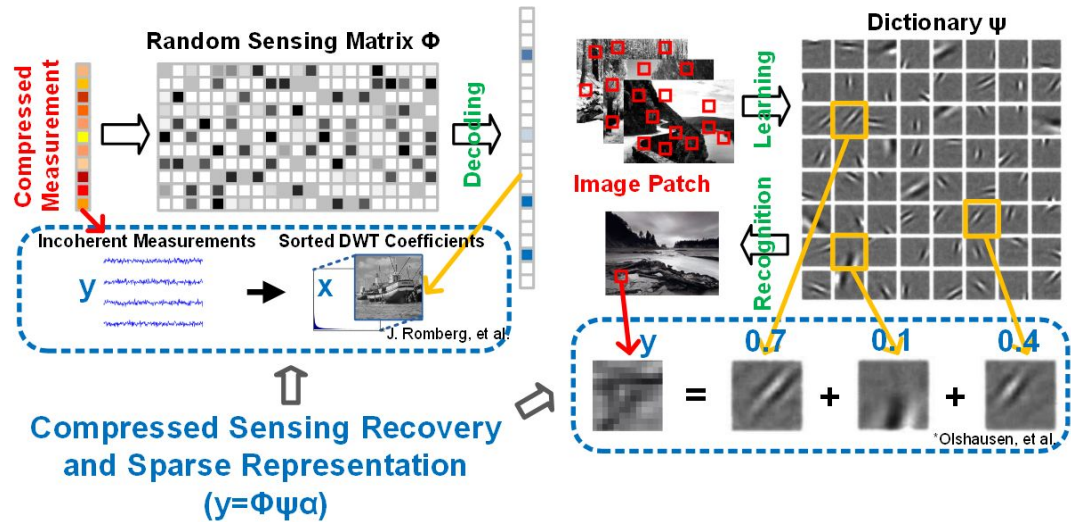 Random Sensing Matrix Φ
Compressed
Measurement
Decoding
Incoherent Measurements
Sorted DWT Coefficients
y
x
J. Romberg, et al.
Compressed Sensing Recovery
and Sparse Representation
(y=Φψα)
Dictionary ψ
Learning
Image Patch
Recognition
y
0.7
0.1
0.4
= + +
*Olshausen, et al.